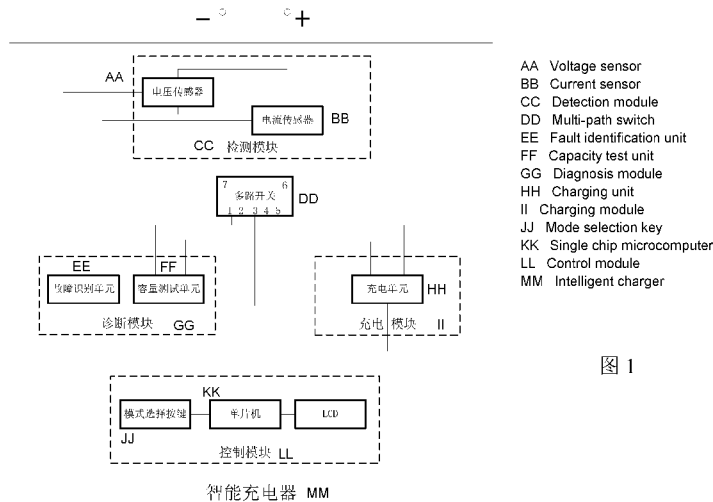 − +
AA
电压传感器
电流传感器 BB
CC 检测模块
7 6
多路开关 DD
1 2 3 4 5
EE FF
故障识别单元 容量测试单元
诊断模块 GG
充电单元 HH
充电 模块 II
KK
模式选择按键 单片机 LCD
JJ
控制模块 LL
智能充电器 MM
AA Voltage sensor
BB Current sensor
CC Detection module
DD Multi-path switch
EE Fault identification unit
FF Capacity test unit
GG Diagnosis module
HH Charging unit
II Charging module
JJ Mode selection key
KK Single chip microcomputer
LL Control module
MM Intelligent charger
图 1